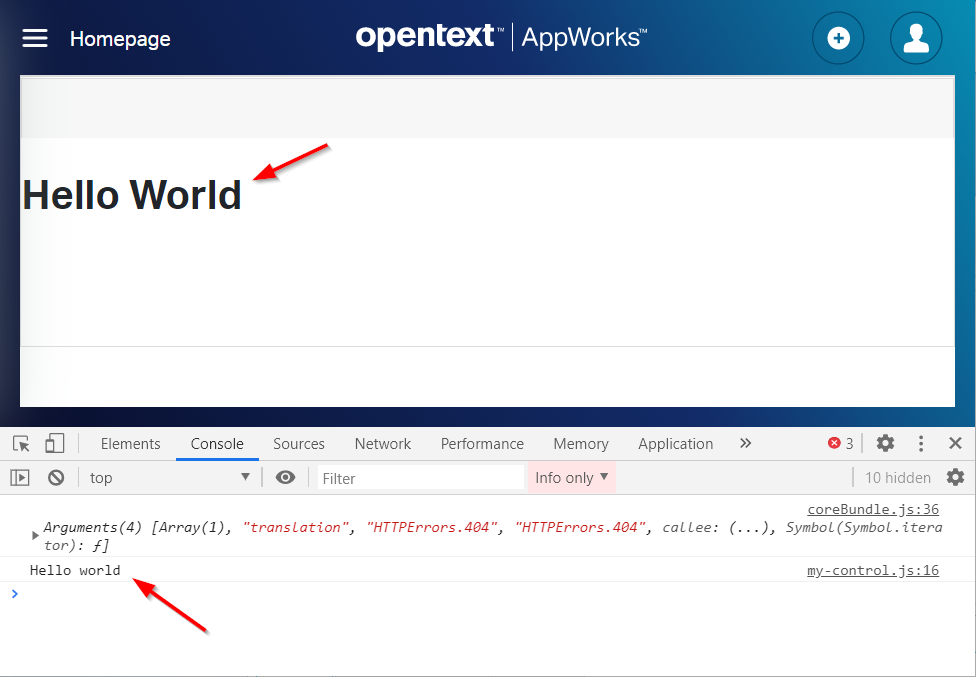 Homepage opentext™ | AppWorks™
Hello World
Elements Console Sources Network Performance Memory Application » 3
top Filter Info only 10 hidden
coreBundle.js:36
Arguments(4) [Array(1), "translation", "HTTPErrors.404", "HTTPErrors.404", callee: (...), Symbol(Symbol.itera
tor): ƒ]
Hello world my-control.js:16